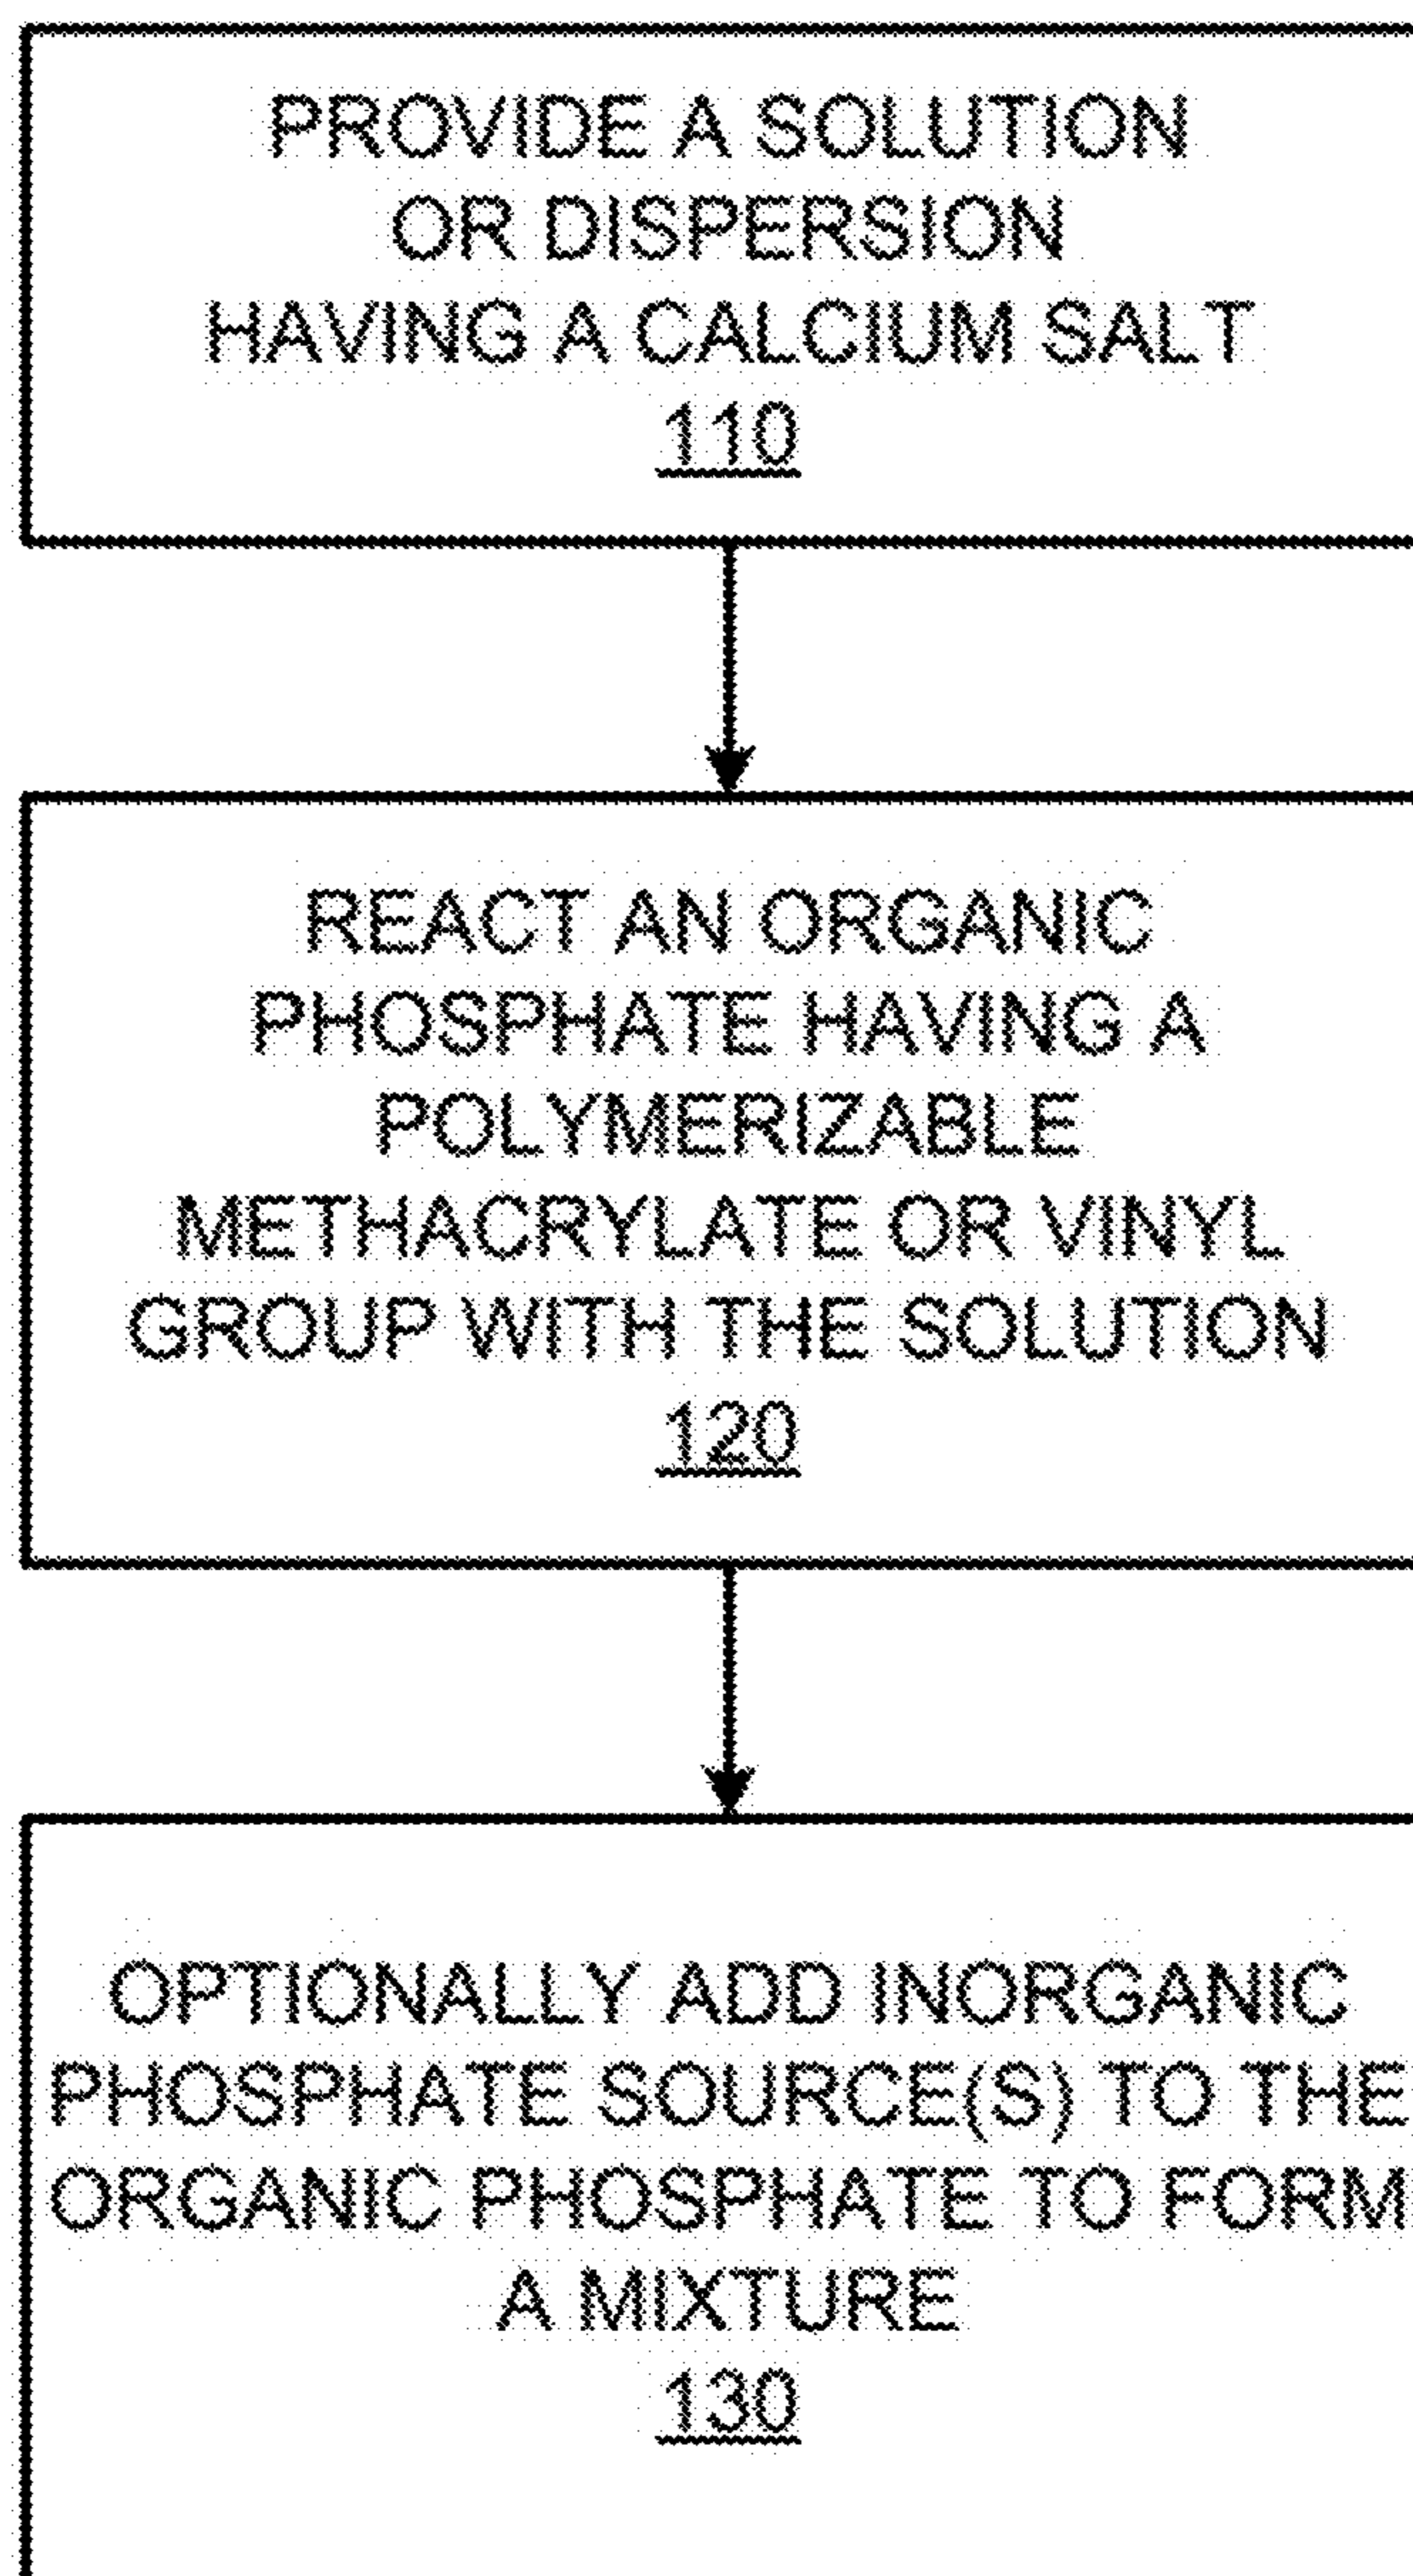 PROVIDE A SOLUTION
OR DISPERSION
HAVING A CALCIUM SALT
110
REACT AN ORGANIC
PHOSPHATE HAVING A
POLYMERIZABLE
METHACRYLATE OR VINYL
GROUP WITH THE SOLUTION
120
OPTIONALLY ADD INORGANIC
PHOSPHATE SOURCE(S) TO THE
ORGANIC PHOSPHATE TO FORM
A MIXTURE
130